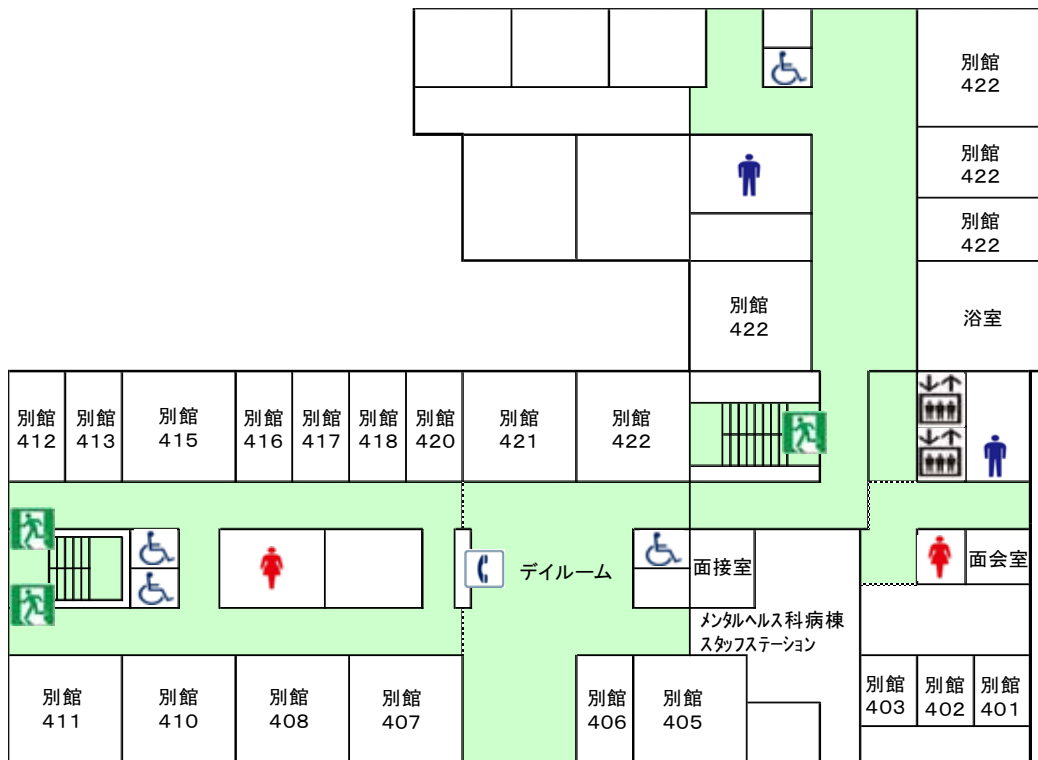 別館
422
別館
422
別館
422
別館
422
浴室
別館
412
別館
413
別館
415
別館
416
別館
417
別館
418
別館
420
別館
421
別館
422
デイルーム
面接室
面会室
メンタルヘルス科病棟
スタッフステーション
別館
411
別館
410
別館
408
別館
407
別館
406
別館
405
別館
403
別館
402
別館
401